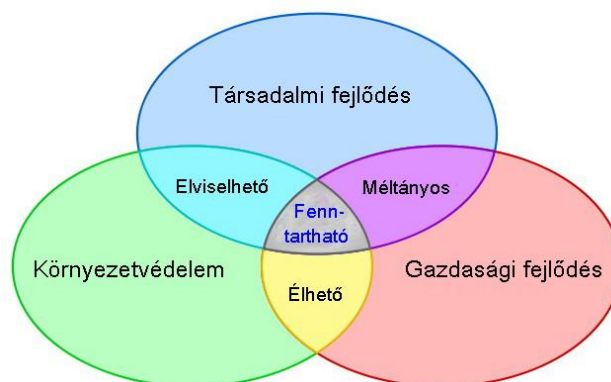 Társadalmi fejlődés
Elviselhető
Méltányos
Fenn-
tartható
Környezetvédelem
Gazdasági fejlődés
Élhető